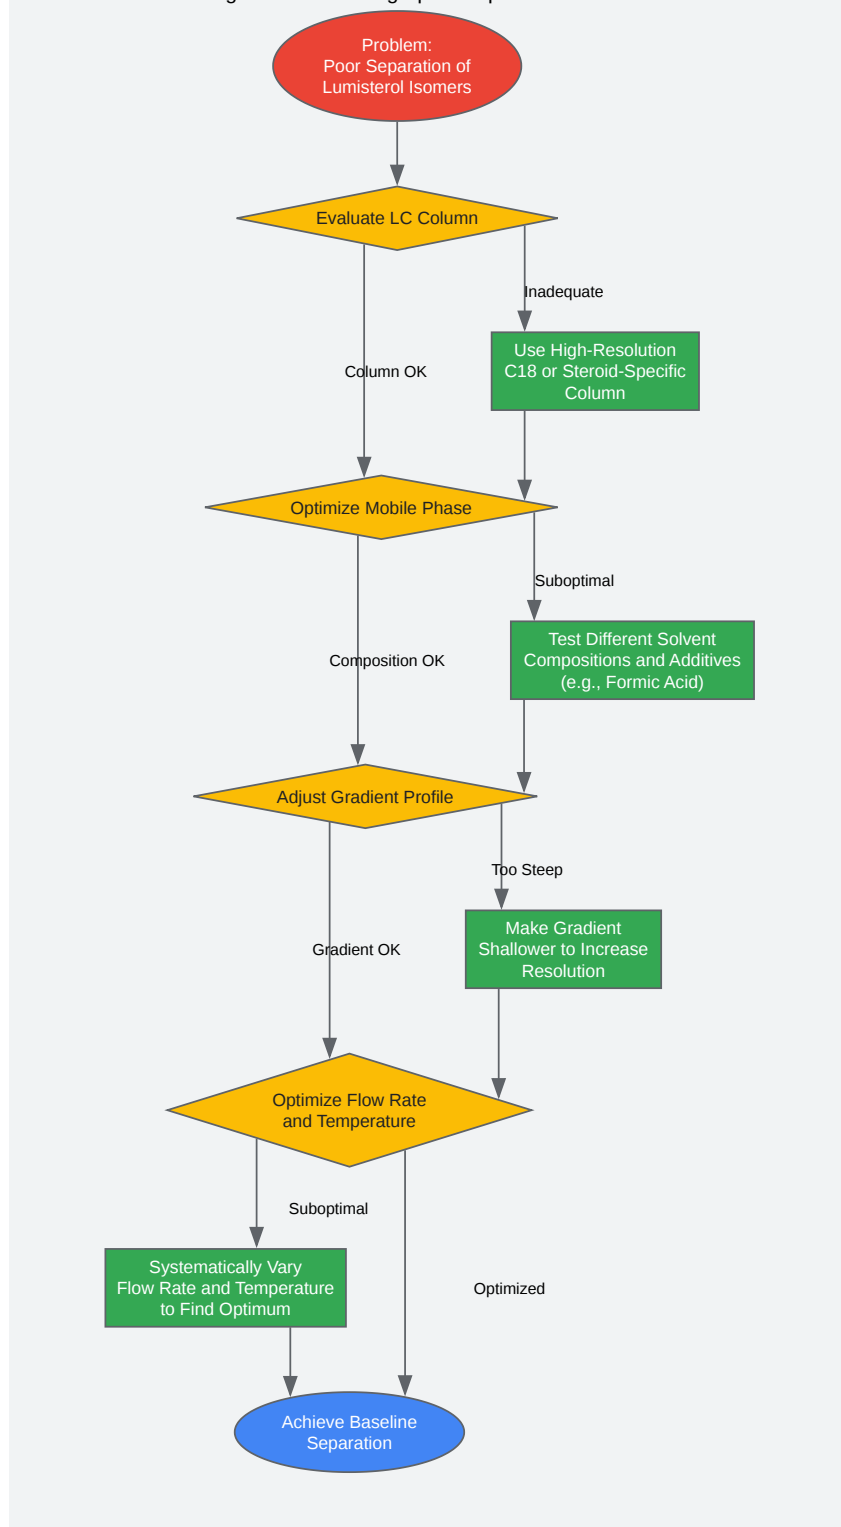 Problem:
Poor Separation of
Lumisterol Isomers
Evaluate LC Column
Inadequate
Use High-Resolution
C18 or Steroid-Specific
Column
Column OK
Optimize Mobile Phase
Suboptimal
Test Different Solvent
Compositions and Additives
(e.g., Formic Acid)
Composition OK
Adjust Gradient Profile
Too Steep
Make Gradient
Shallower to Increase
Resolution
Gradient OK
Optimize Flow Rate
and Temperature
Suboptimal
Systematically Vary
Flow Rate and Temperature
to Find Optimum
Optimized
Achieve Baseline
Separation